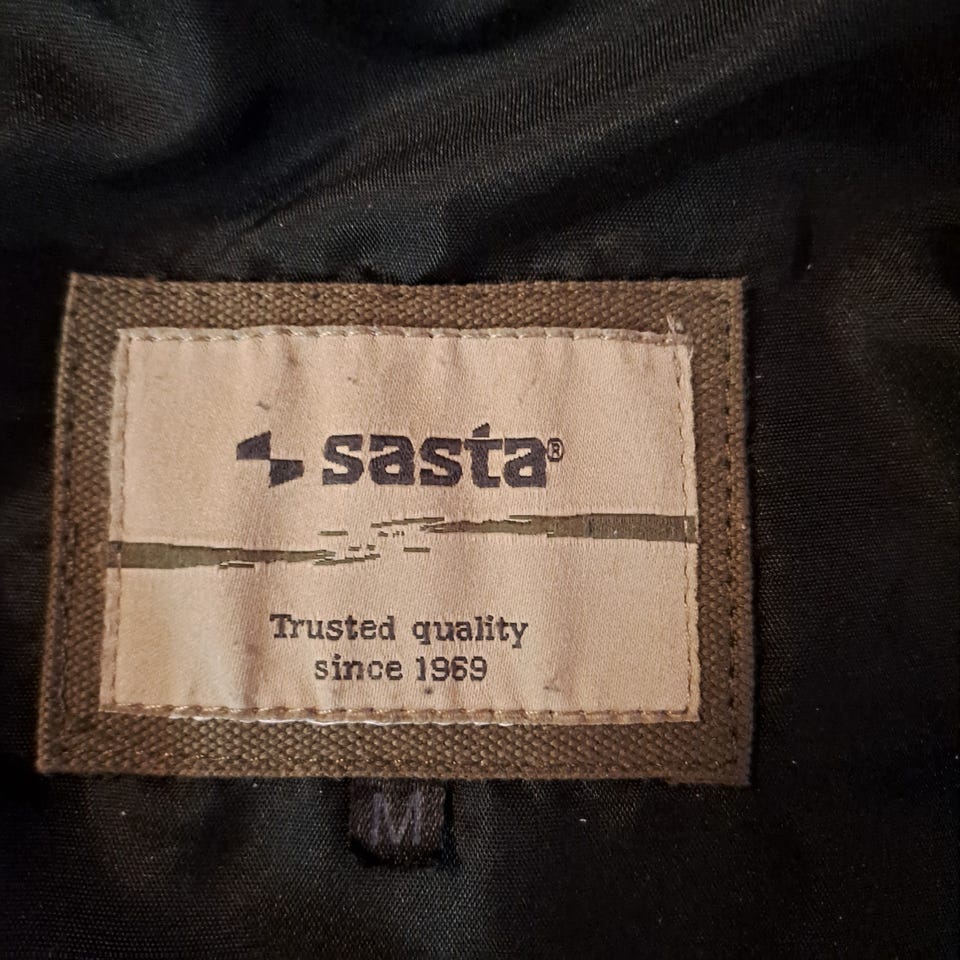 sasta®
Trusted quality
since 1969
M